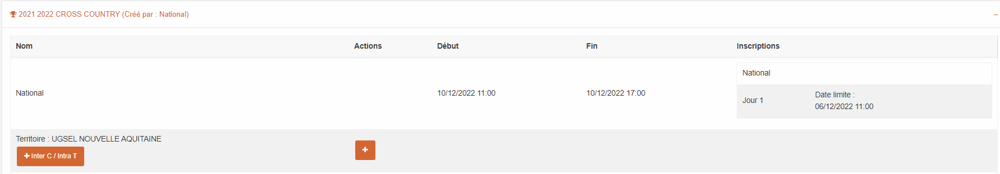 2021 2022 CROSS COUNTRY (Créé par : National)
Nom Actions Début Fin Inscriptions
National
National 10/12/2022 11:00 10/12/2022 17:00
Jour 1 Date limite :
06/12/2022 11:00
Territoire : UGSEL NOUVELLE AQUITAINE
+ Inter C / Intra T +